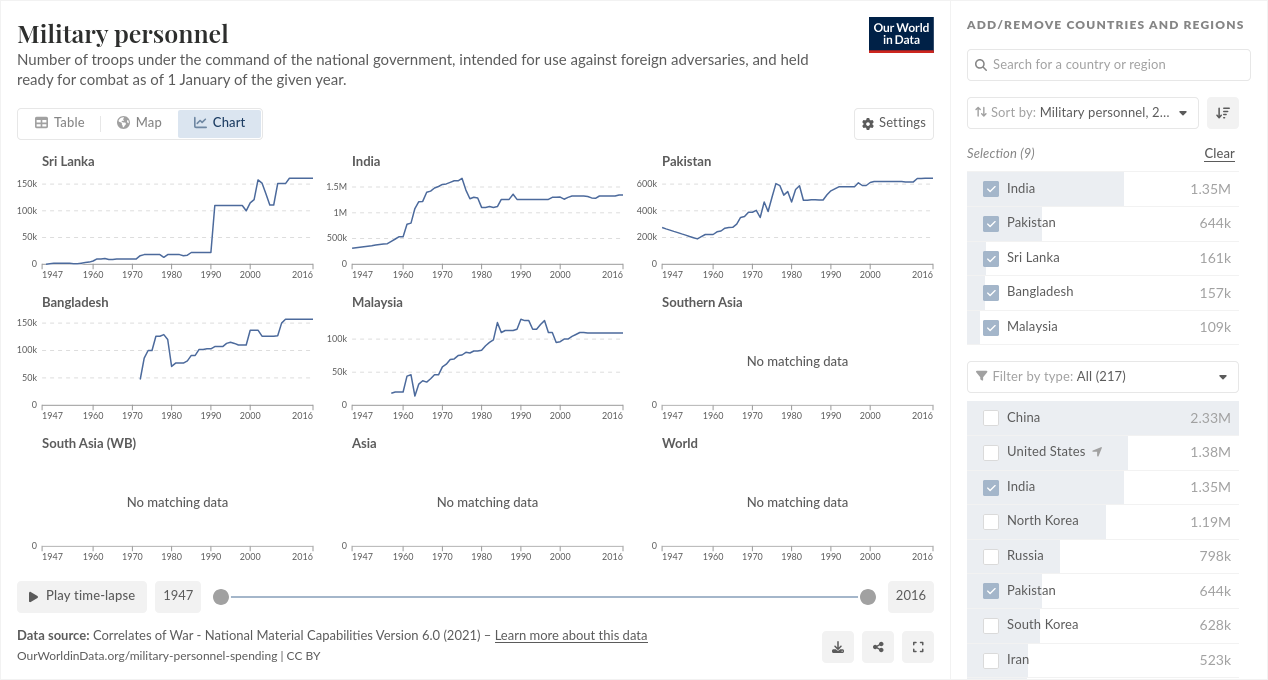 Military personnel
Number of troops under the command of the national government, intended for use against foreign adversaries, and held
ready for combat as of 1 January of the given year.
Our World
in Data
Table
Map
Chart
Settings
Sri Lanka
150k
100k
50k
0
1947 1960 1970 1980 1990 2000 2016
India
1.5M
1M
500k
0
1947 1960 1970 1980 1990 2000 2016
Pakistan
600k
400k
200k
0
1947 1960 1970 1980 1990 2000 2016
Bangladesh
150k
50k
0
1947 1960 1970 1980 1990 2000 2016
Malaysia
100k
50k
0
1947 1960 1970 1980 1990 2000 2016
Southern Asia
No matching data
0
1947 1960 1970 1980 1990 2000 2016
South Asia (WB)
No matching data
0
1947 1960 1970 1980 1990 2000 2016
Asia
No matching data
0
1947 1960 1970 1980 1990 2000 2016
World
No matching data
0
1947 1960 1970 1980 1990 2000 2016
Play time-lapse
1947
2016
Data source: Correlates of War - National Material Capabilities Version 6.0 (2021) – Learn more about this data
OurWorldinData.org/military-personnel-spending | CC BY
ADD/REMOVE COUNTRIES AND REGIONS
Search for a country or region
Sort by: Military personnel, 2...
Selection (9)
Clear
India 1.35M
Pakistan 644k
Sri Lanka 161k
Bangladesh 157k
Malaysia 109k
Filter by type: All (217)
China 2.33M
United States 1.38M
India 1.35M
North Korea 1.19M
Russia 798k
Pakistan 644k
South Korea 628k
Iran 523k